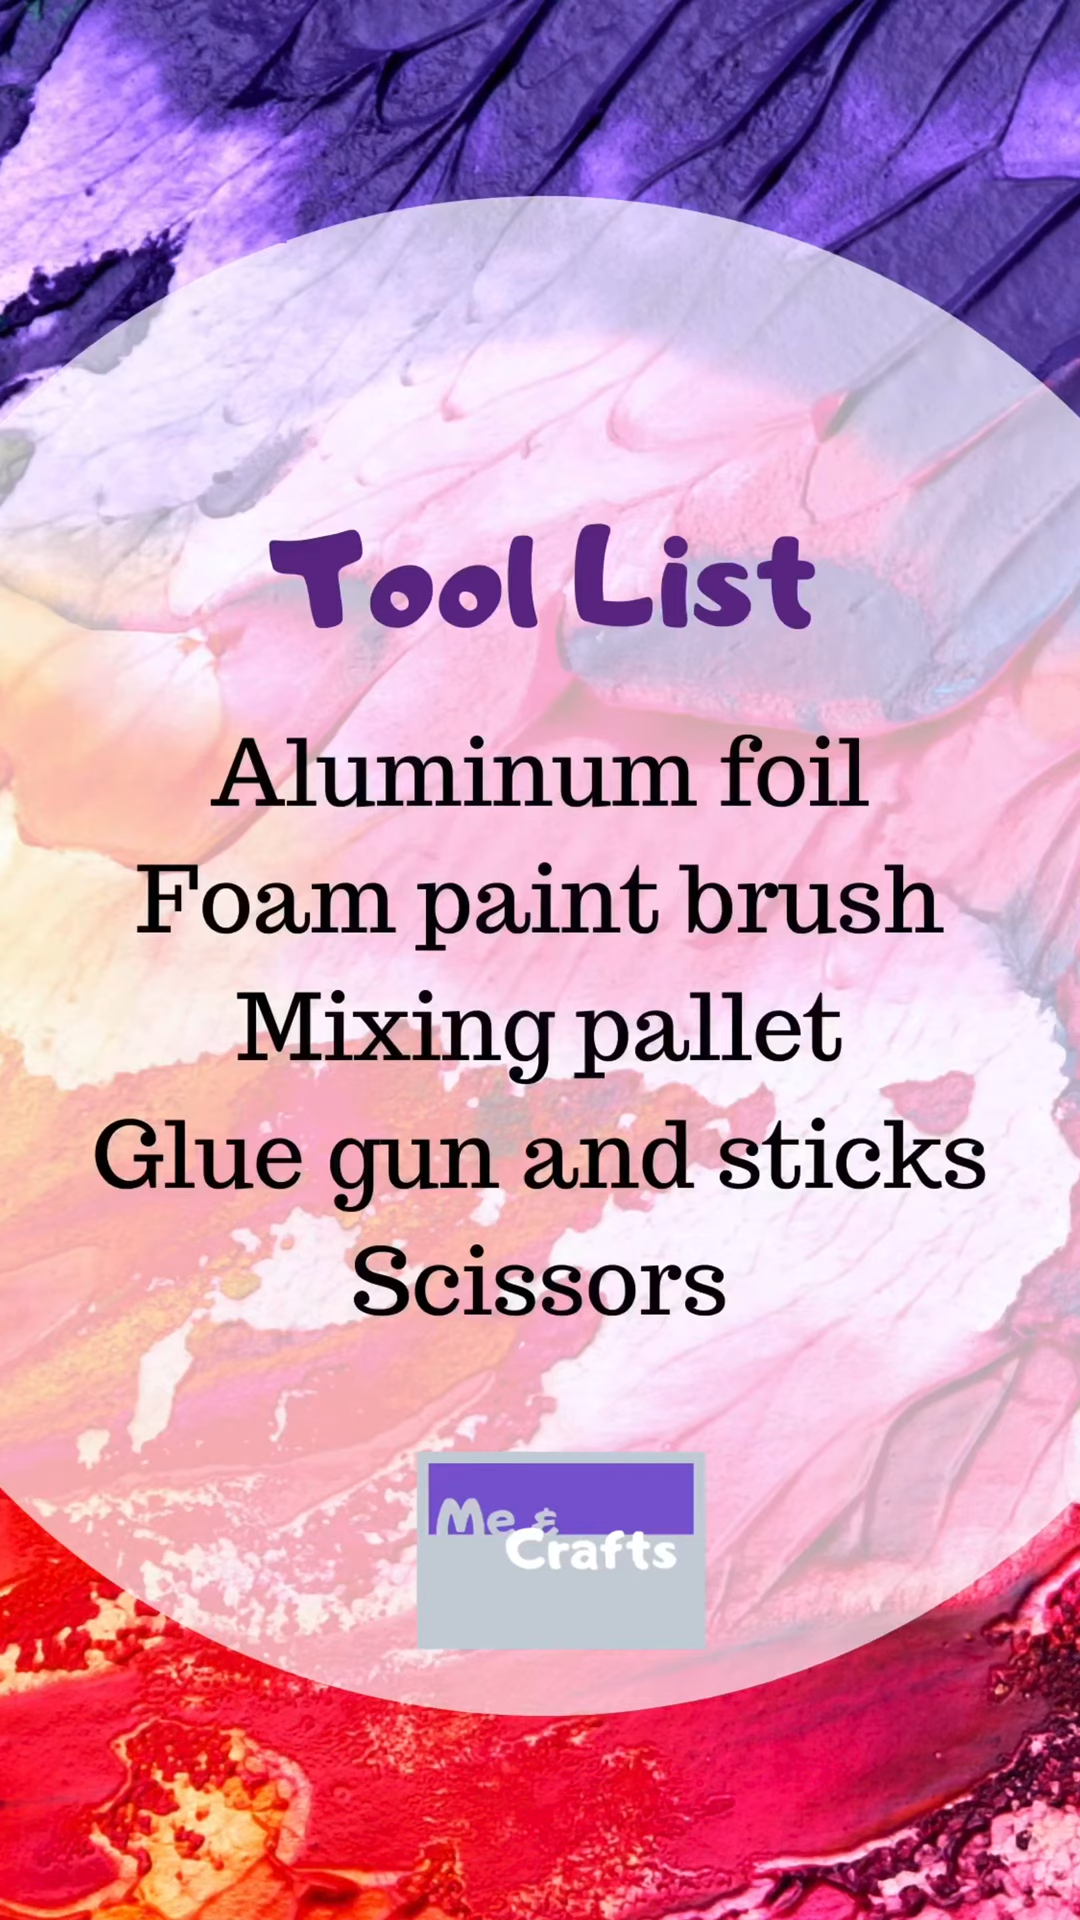 Tool List
Aluminum foil
Foam paint brush
Mixing pallet
Glue gun and sticks
Scissors
Me &
Crafts